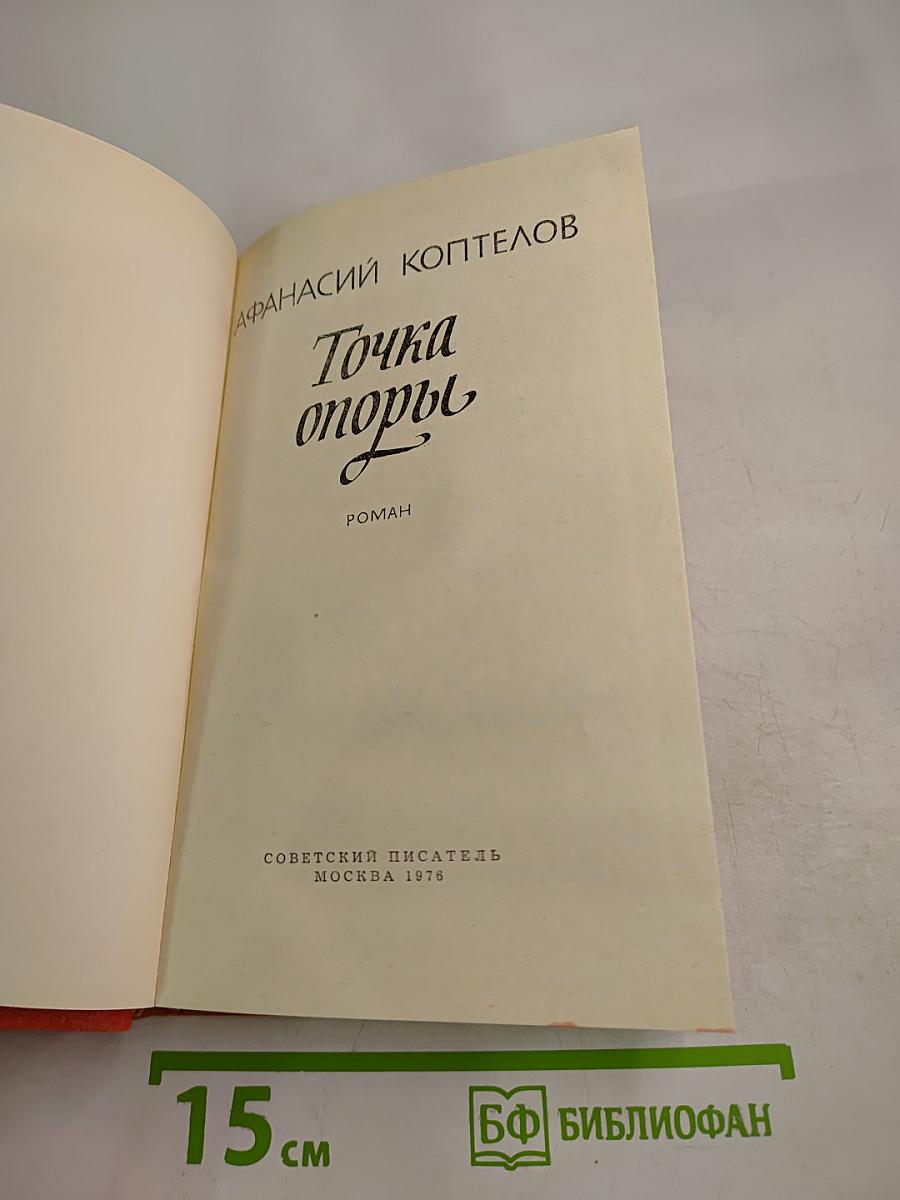 АФАНАСИЙ КОПТЕЛОВ
Точка
опоры
РОМАН
СОВЕТСКИЙ ПИСАТЕЛЬ
МОСКВА 1976
15 см
БФ БИБЛИОФАН